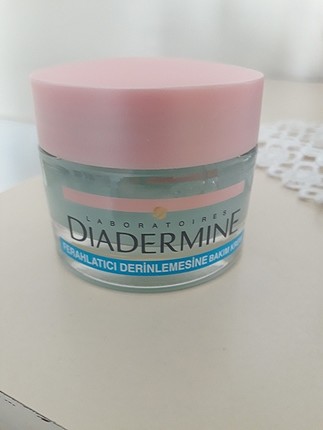 LABORATOIRES
DIADERMINE
FERAHLATICI DERİNLEMESİNE BAKIM